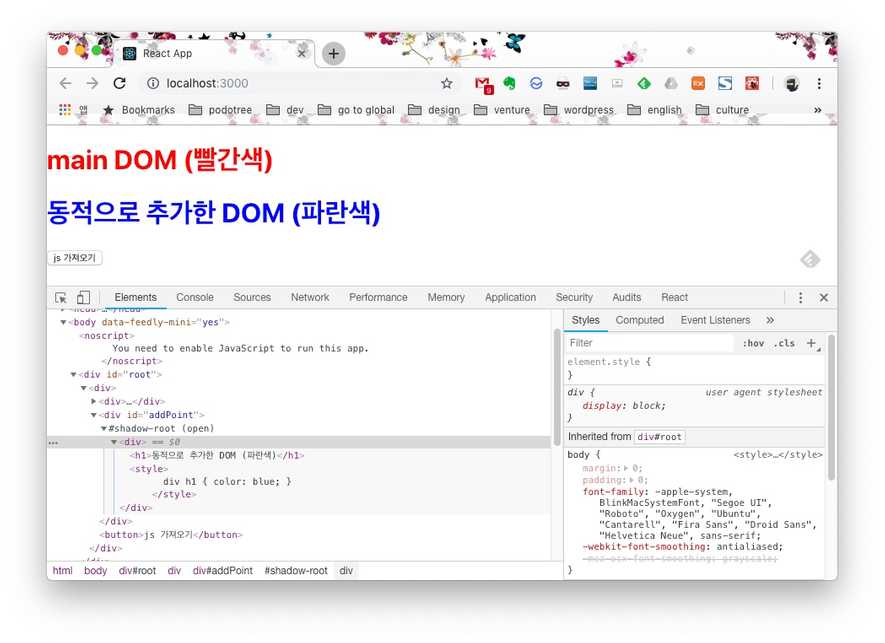 React App
localhost:3000
9
RX
앱 Bookmarks podotree dev go to global design venture wordpress english culture »
main DOM (빨간색)
동적으로 추가한 DOM (파란색)
js 가져오기
Elements Console Sources Network Performance Memory Application Security Audits React
<body data-feedly-mini="yes">
<noscript>
You need to enable JavaScript to run this app.
</noscript>
<div id="root">
<div>
<div>…</div>
<div id="addPoint">
#shadow-root (open)
<div> == $0
<h1>동적으로 추가한 DOM (파란색)</h1>
<style>
div h1 { color: blue; }
</style>
</div>
</div>
<button>js 가져오기</button>
</div>
html body div#root div div#addPoint #shadow-root div
Styles Computed Event Listeners »
Filter :hov .cls +
element.style {
}
div { user agent stylesheet
display: block;
}
Inherited from div#root
body { <style>…</style>
margin: 0;
padding: 0;
font-family: -apple-system,
BlinkMacSystemFont, "Segoe UI",
"Roboto", "Oxygen", "Ubuntu",
"Cantarell", "Fira Sans", "Droid Sans",
"Helvetica Neue", sans-serif;
-webkit-font-smoothing: antialiased;
-moz-osx-font-smoothing: grayscale;
}